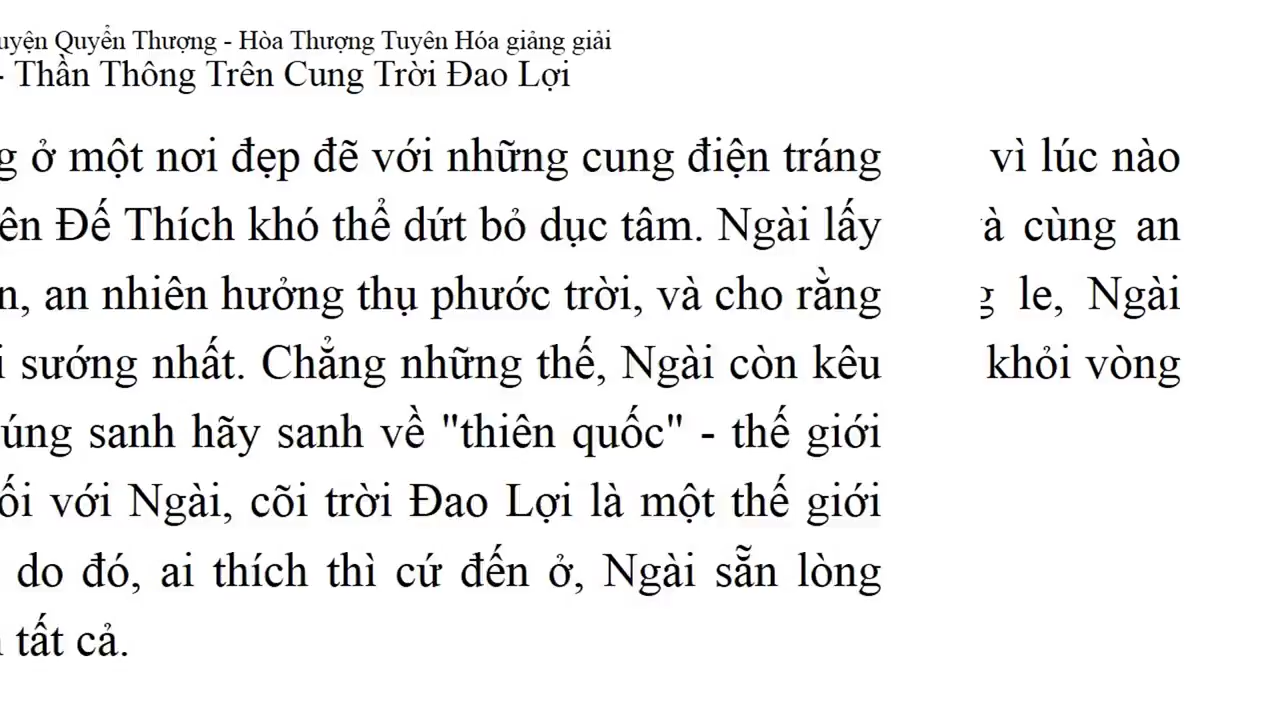 Quyển Thượng - Hòa Thượng Tuyên Hóa giảng giải
- Thần Thông Trên Cung Trời Đao Lợi
ở một nơi đẹp đẽ với những cung điện tráng
Đế Thích khó thể dứt bỏ dục tâm. Ngài lấy
an nhiên hưởng thụ phước trời, và cho rằng
sướng nhất. Chẳng những thế, Ngài còn kêu
sanh hãy sanh về "thiên quốc" - thế giới
với Ngài, cõi trời Đao Lợi là một thế giới
do đó, ai thích thì cứ đến ở, Ngài sẵn lòng
tất cả.
vì lúc nào
cùng an
le, Ngài
khỏi vòng